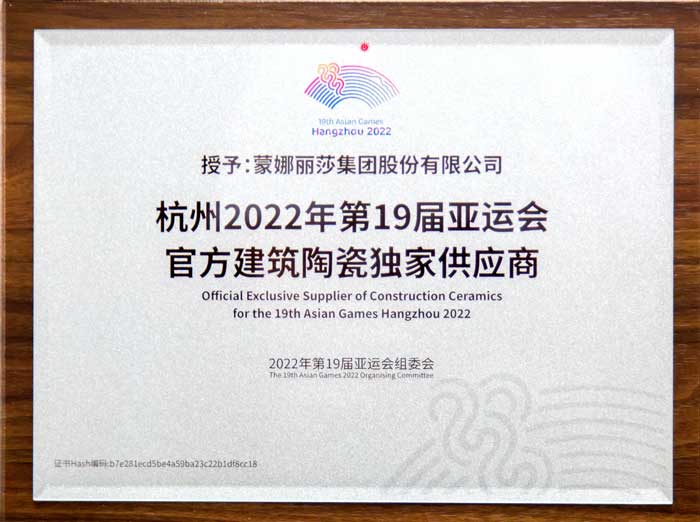 19th Asian Games
Hangzhou 2022
授予：蒙娜丽莎集团股份有限公司
杭州2022年第19届亚运会
官方建筑陶瓷独家供应商
Official Exclusive Supplier of Construction Ceramics
for the 19th Asian Games Hangzhou 2022
2022年第19届亚运会组委会
The 19th Asian Games 2022 Organising Committee
证书Hash编码:b7e281ecd5be4a59ba23c22b1df8cc18